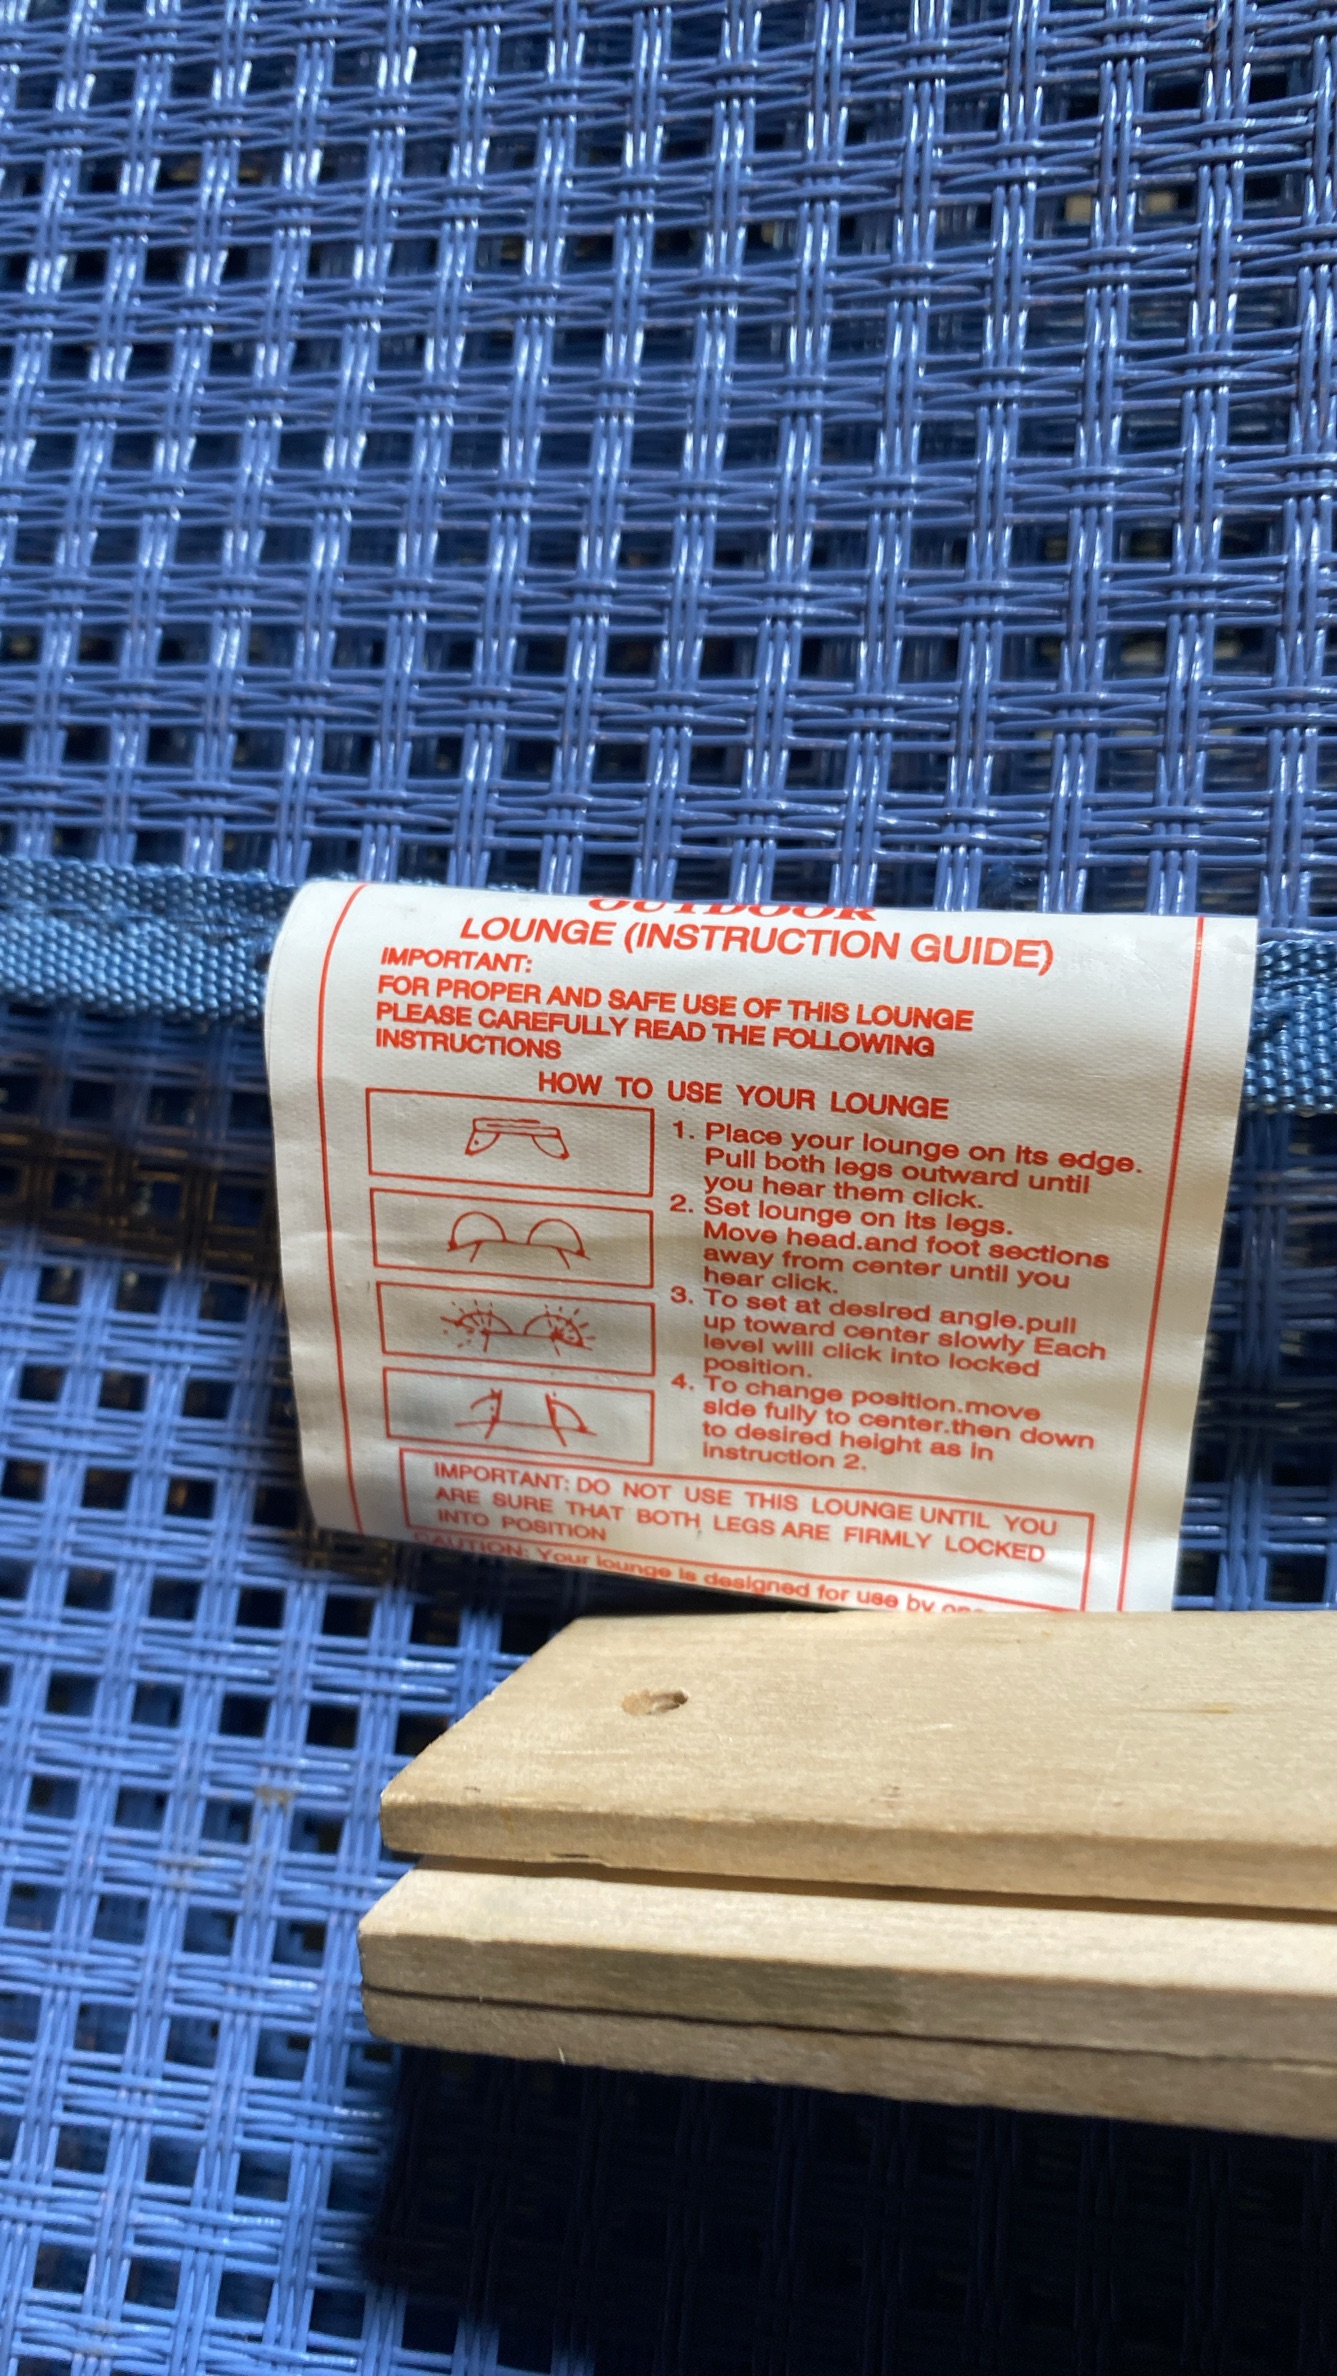 OUTDOOR
LOUNGE (INSTRUCTION GUIDE)
IMPORTANT:
FOR PROPER AND SAFE USE OF THIS LOUNGE
PLEASE CAREFULLY READ THE FOLLOWING
INSTRUCTIONS
HOW TO USE YOUR LOUNGE
1. Place your lounge on its edge.
Pull both legs outward until
you hear them click.
2. Set lounge on its legs.
Move head.and foot sections
away from center until you
hear click.
3. To set at desired angle.pull
up toward center slowly Each
level will click into locked
position.
4. To change position.move
side fully to center.then down
to desired height as in
instruction 2.
IMPORTANT: DO NOT USE THIS LOUNGE UNTIL YOU
ARE SURE THAT BOTH LEGS ARE FIRMLY LOCKED
INTO POSITION
CAUTION: Your lounge is designed for use by